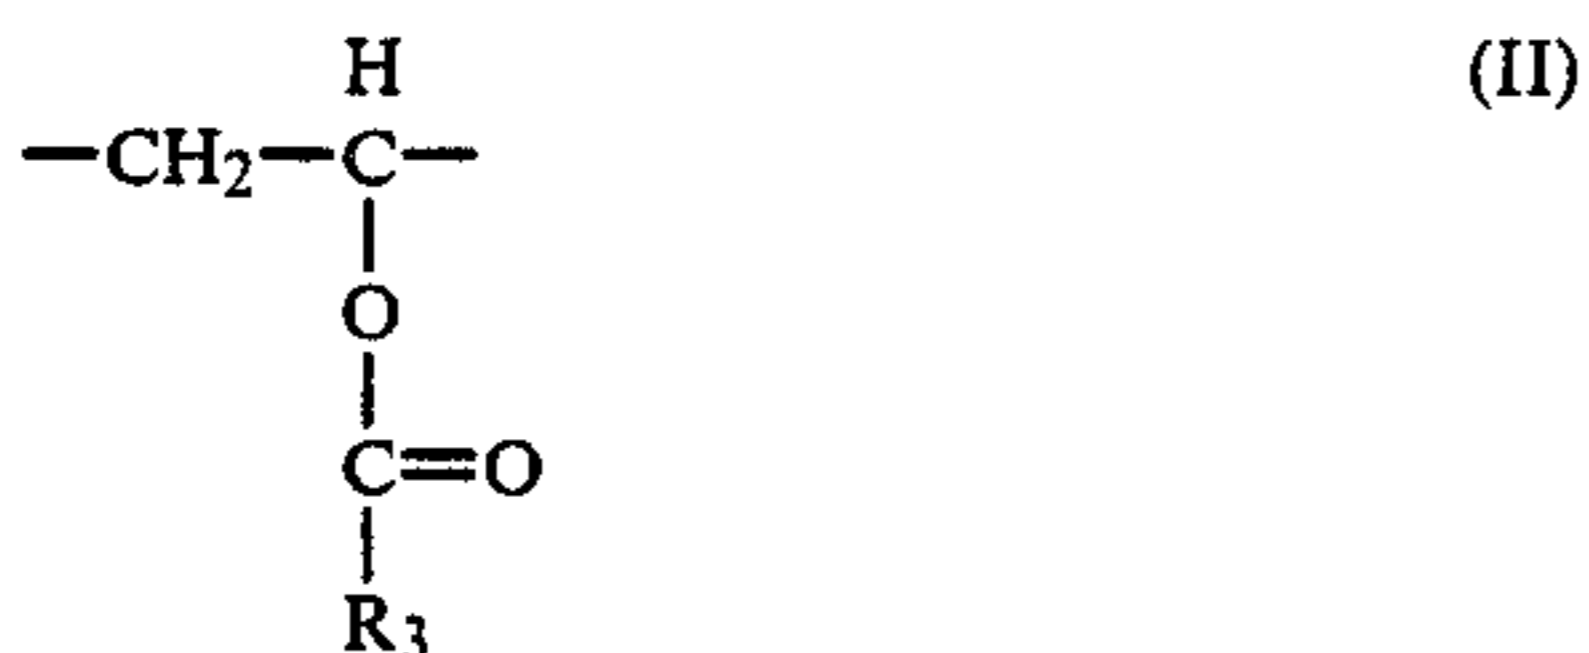 H (II)
—CH₂—C—
O
C=O
R₃